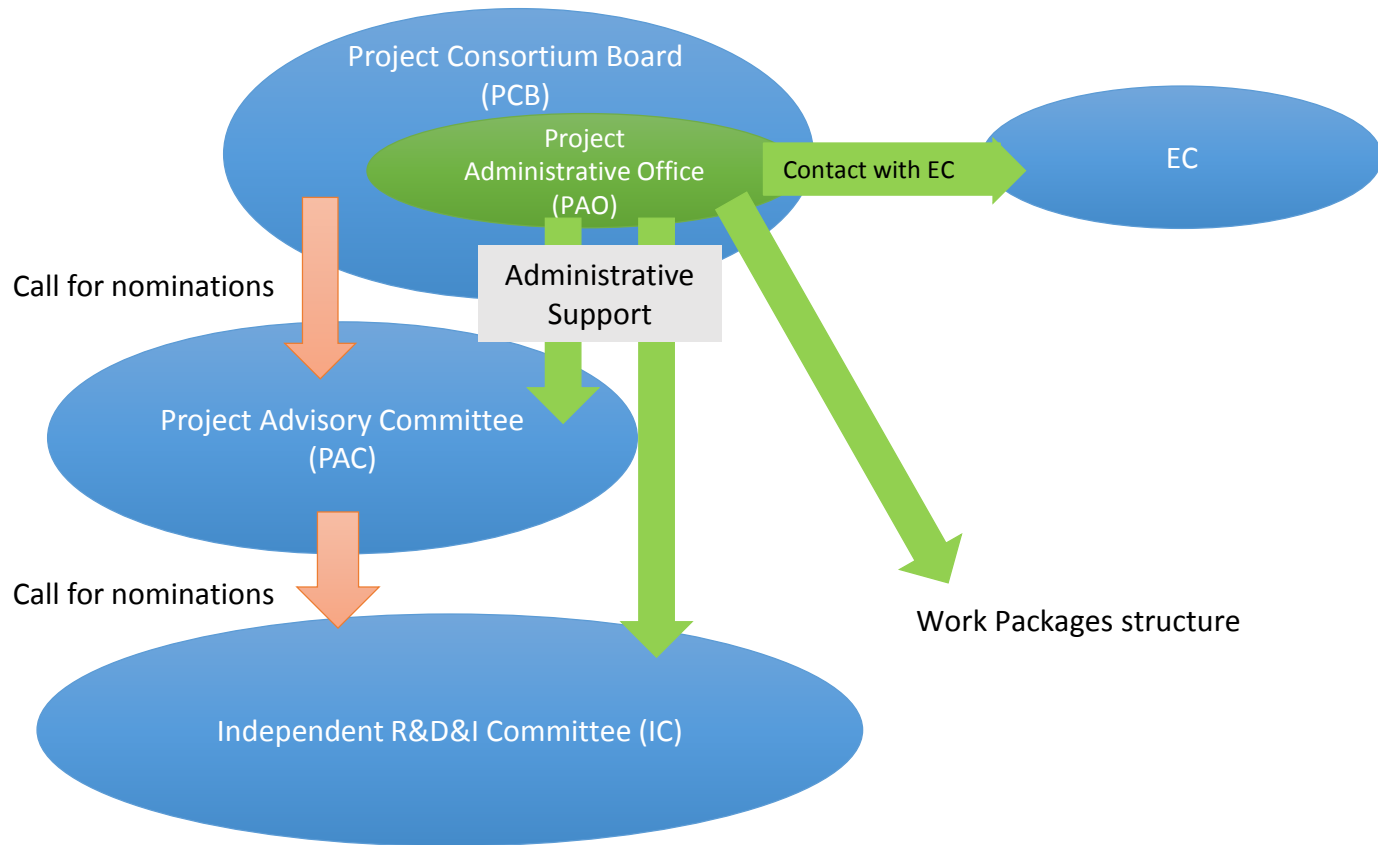 Project Consortium Board
(PCB)
Project
Administrative Office
(PAO)
Contact with EC
EC
Call for nominations
Administrative
Support
Project Advisory Committee
(PAC)
Call for nominations
Work Packages structure
Independent R&D&I Committee (IC)